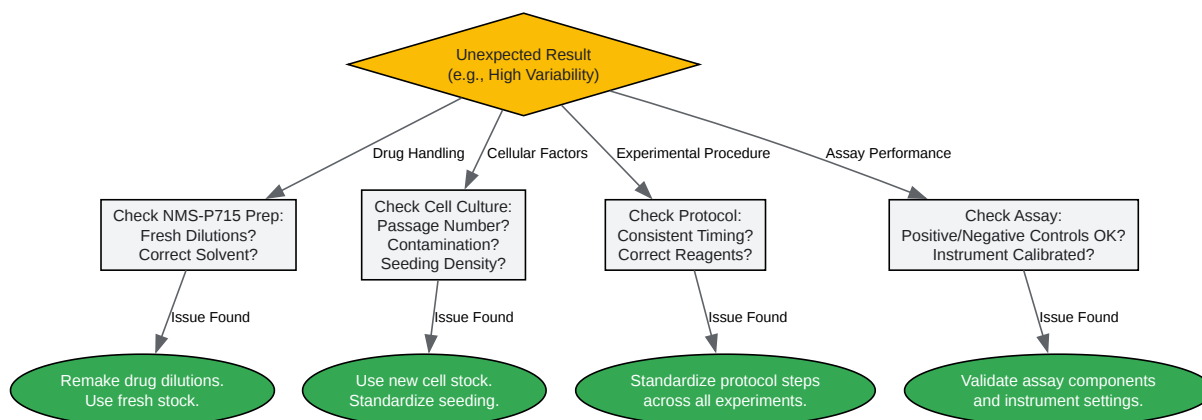 Unexpected Result
(e.g., High Variability)
Drug Handling
Cellular Factors
Experimental Procedure
Assay Performance
Check NMS-P715 Prep:
Fresh Dilutions?
Correct Solvent?
Check Cell Culture:
Passage Number?
Contamination?
Seeding Density?
Check Protocol:
Consistent Timing?
Correct Reagents?
Check Assay:
Positive/Negative Controls OK?
Instrument Calibrated?
Issue Found
Issue Found
Issue Found
Issue Found
Remake drug dilutions.
Use fresh stock.
Use new cell stock.
Standardize seeding.
Standardize protocol steps
across all experiments.
Validate assay components
and instrument settings.